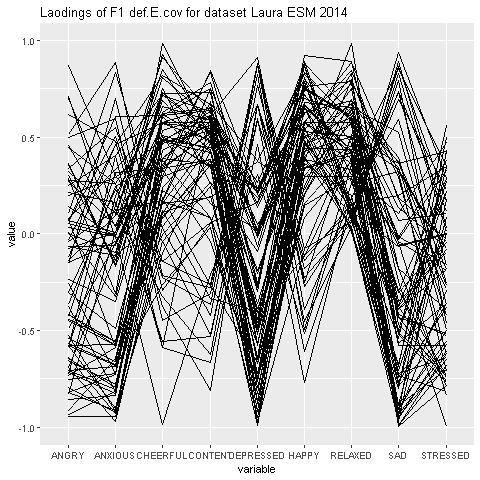 Laodings of F1 def.E.cov for dataset Laura ESM 2014
1.0
0.5
0.0
-0.5
-1.0
value
ANGRY ANXIOUS CHEERFUL CONTENT DEPRESSED HAPPY RELAXED SAD STRESSED
variable